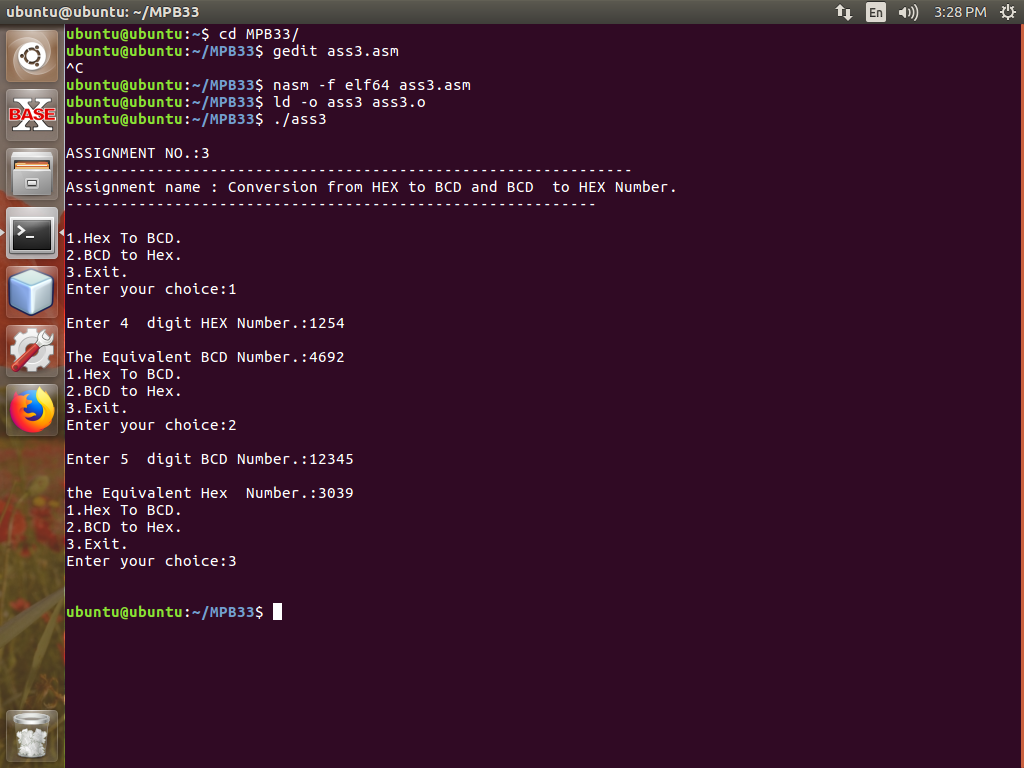 ubuntu@ubuntu: ~/MPB33
En
3:28 PM
BASE
X
ubuntu@ubuntu:~$ cd MPB33/
ubuntu@ubuntu:~/MPB33$ gedit ass3.asm
^C
ubuntu@ubuntu:~/MPB33$ nasm -f elf64 ass3.asm
ubuntu@ubuntu:~/MPB33$ ld -o ass3 ass3.o
ubuntu@ubuntu:~/MPB33$ ./ass3
ASSIGNMENT NO.:3
---------------------------------------------------------------
Assignment name : Conversion from HEX to BCD and BCD  to HEX Number.
-----------------------------------------------------------
1.Hex To BCD.
2.BCD to Hex.
3.Exit.
Enter your choice:1
Enter 4  digit HEX Number.:1254
The Equivalent BCD Number.:4692
1.Hex To BCD.
2.BCD to Hex.
3.Exit.
Enter your choice:2
Enter 5  digit BCD Number.:12345
the Equivalent Hex  Number.:3039
1.Hex To BCD.
2.BCD to Hex.
3.Exit.
Enter your choice:3
ubuntu@ubuntu:~/MPB33$